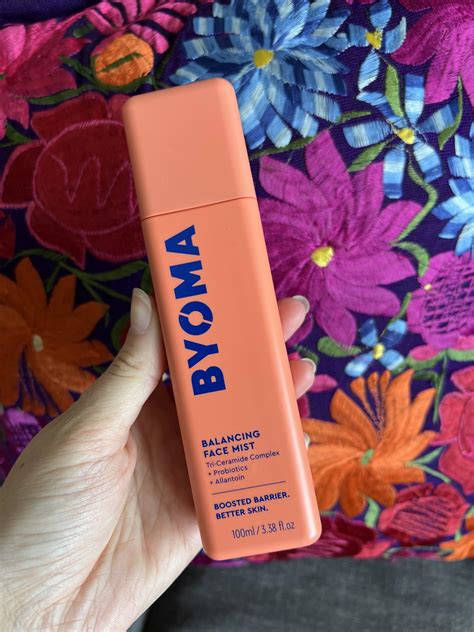 BYOMA
BALANCING
FACE MIST
Tri-Ceramide Complex
+ Probiotics
+ Allantoin
BOOSTED BARRIER.
BETTER SKIN.
100ml / 3.38 fl.oz